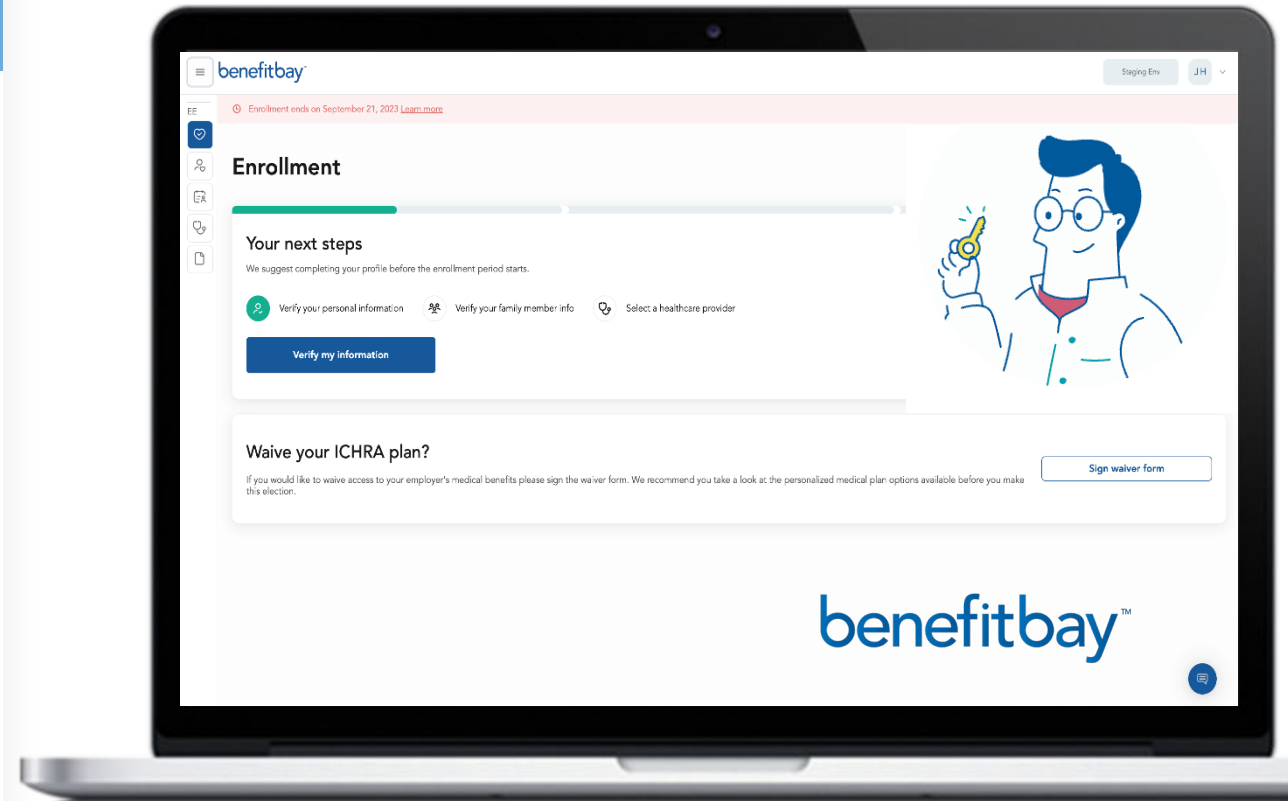 benefitbay
Staging Env
JH
EE
Enrollment ends on September 21, 2023 Learn more
Enrollment
Your next steps
We suggest completing your profile before the enrollment period starts.
Verify your personal information
Verify your family member info
Select a healthcare provider
Verify my information
Waive your ICHRA plan?
If you would like to waive access to your employer's medical benefits please sign the waiver form. We recommend you take a look at the personalized medical plan options available before you make
this election.
Sign waiver form
benefitbay™